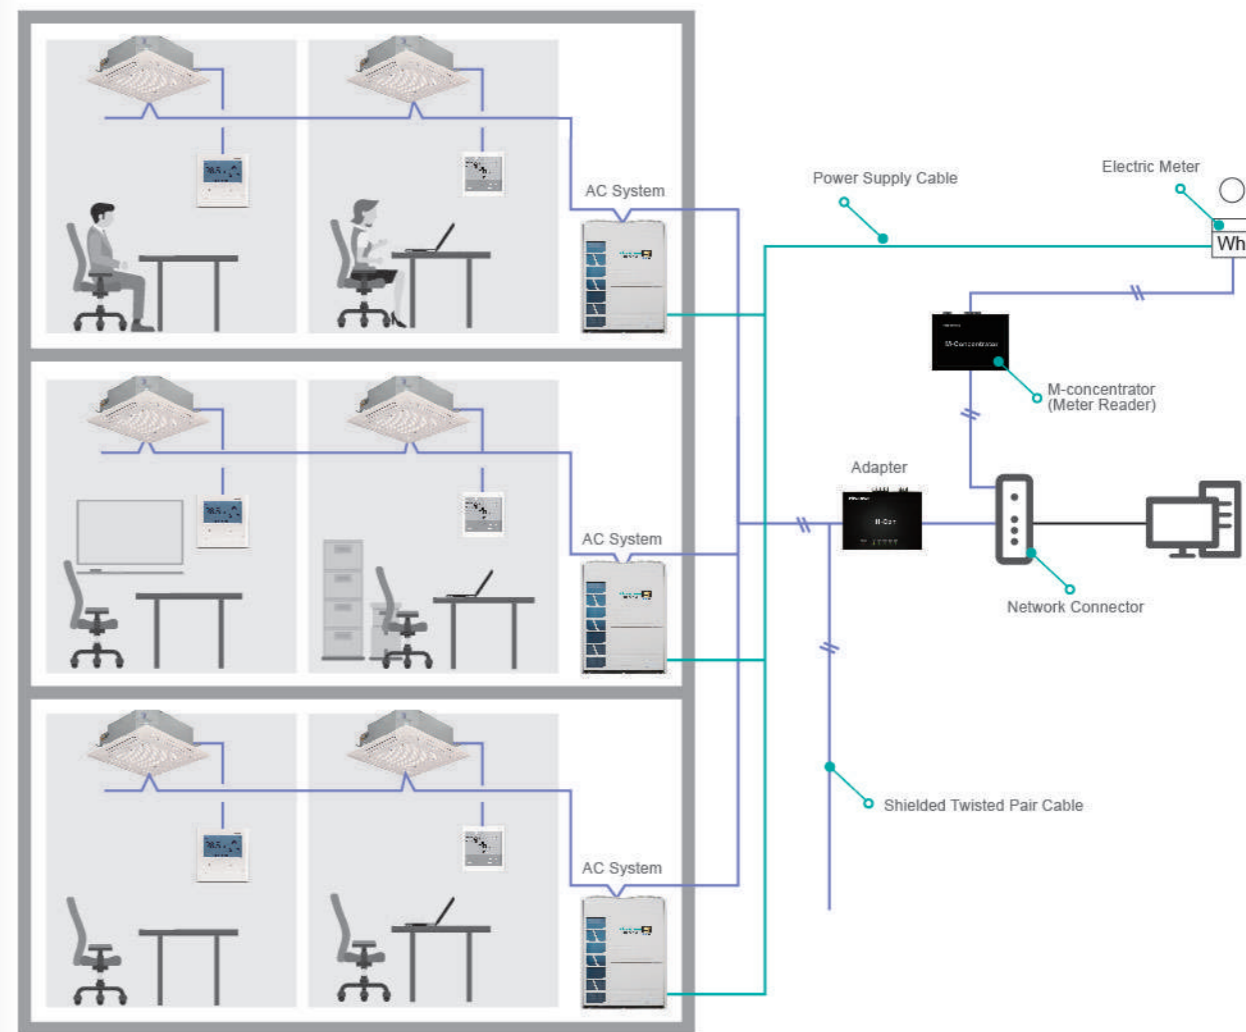 Electric Meter
Power Supply Cable
AC System
Wh
M-Concentrator
M-concentrator
(Meter Reader)
Adapter
AC System
Network Connector
Shielded Twisted Pair Cable
AC System